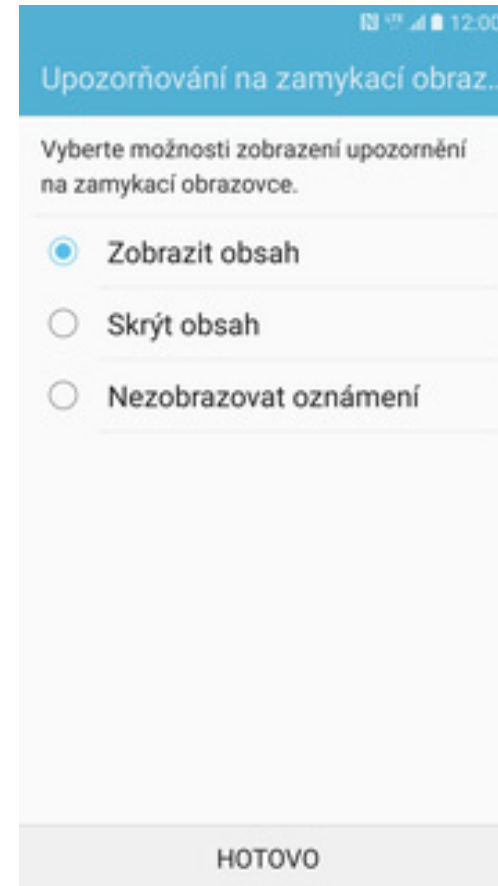 12:00
Upozorňování na zamykací obraz..
Vyberte možnosti zobrazení upozornění
na zamykací obrazovce.
Zobrazit obsah
Skrýt obsah
Nezobrazovat oznámení
HOTOVO